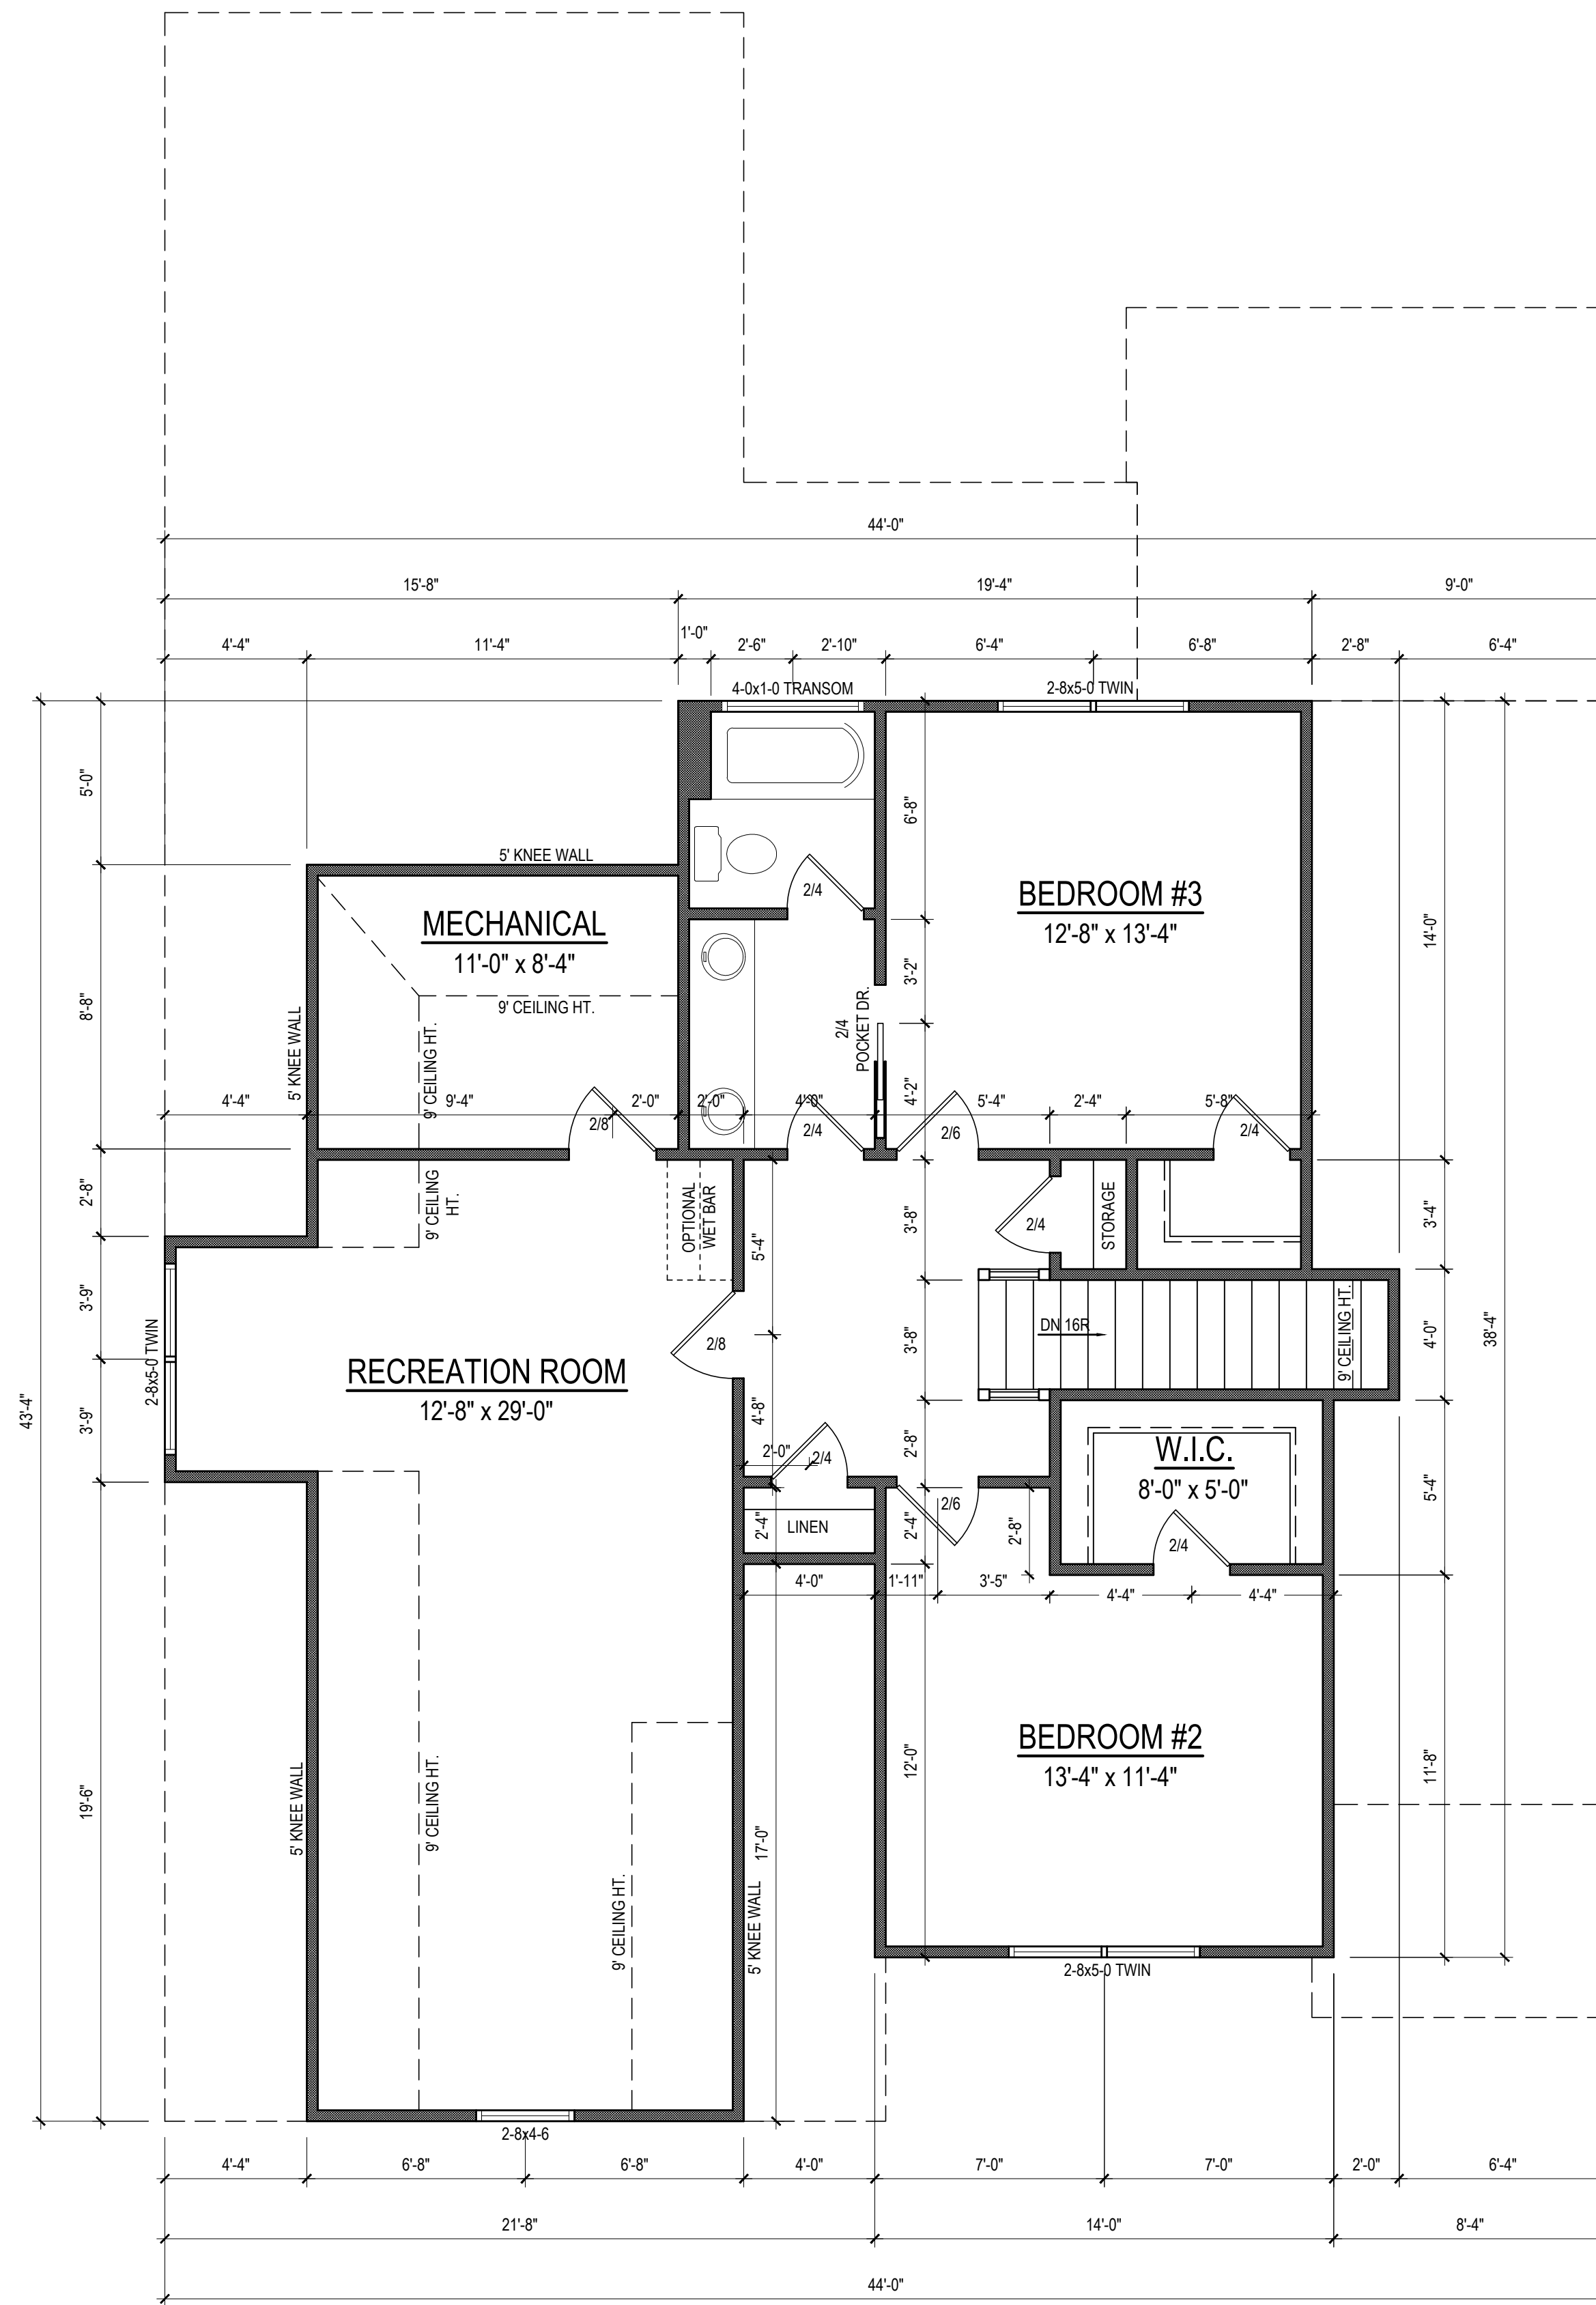 44'-0"
15'-8"
19'-4"
9'-0"
4'-4"
11'-4"
1'-0"
2'-6"
2'-10"
6'-4"
6'-8"
2'-8"
6'-4"
4-0x1-0 TRANSOM
2-8x5-0 TWIN
5'-0"
6'-8"
5' KNEE WALL
MECHANICAL
11'-0" x 8'-4"
9' CEILING HT.
2/4
BEDROOM #3
12'-8" x 13'-4"
14'-0"
3'-2"
8'-8"
5' KNEE WALL
9' CEILING HT.
2/4
POCKET DR.
4'-2"
4'-4"
9'-4"
2'-0"
2'-0"
4'-0"
5'-4"
2'-4"
5'-8"
2/8
2/4
2/6
2/4
2'-8"
9' CEILING
HT.
OPTIONAL
WET BAR
5'-4"
3'-8"
2/4
STORAGE
3'-4"
3'-9"
2-8x5-0 TWIN
2/8
3'-8"
DN 16R
9' CEILING HT.
4'-0"
38'-4"
43'-4"
RECREATION ROOM
12'-8" x 29'-0"
3'-9"
4'-8"
2'-0"
2/4
2'-8"
W.I.C.
8'-0" x 5'-0"
5'-4"
2'-4"
LINEN
2'-4"
2/6
2'-8"
2/4
4'-0"
1'-11"
3'-5"
4'-4"
4'-4"
BEDROOM #2
13'-4" x 11'-4"
12'-0"
11'-8"
19'-6"
5' KNEE WALL
9' CEILING HT.
9' CEILING HT.
17'-0"
5' KNEE WALL
2-8x5-0 TWIN
2-8x4-6
4'-4"
6'-8"
6'-8"
4'-0"
7'-0"
7'-0"
2'-0"
6'-4"
21'-8"
14'-0"
8'-4"
44'-0"